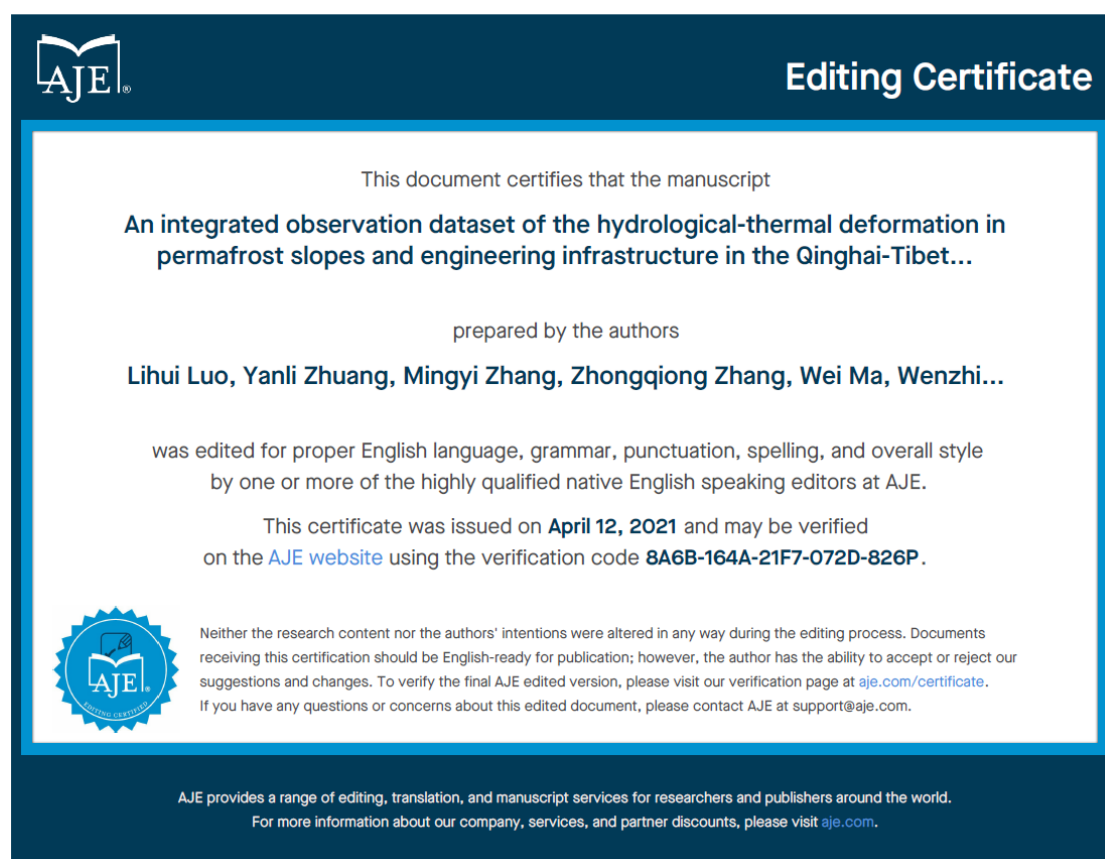 AJE®
Editing Certificate
This document certifies that the manuscript
An integrated observation dataset of the hydrological-thermal deformation in
permafrost slopes and engineering infrastructure in the Qinghai-Tibet...
prepared by the authors
Lihui Luo, Yanli Zhuang, Mingyi Zhang, Zhongqiong Zhang, Wei Ma, Wenzhi...
was edited for proper English language, grammar, punctuation, spelling, and overall style
by one or more of the highly qualified native English speaking editors at AJE.
This certificate was issued on April 12, 2021 and may be verified
on the AJE website using the verification code 8A6B-164A-21F7-072D-826P.
Neither the research content nor the authors' intentions were altered in any way during the editing process. Documents
receiving this certification should be English-ready for publication; however, the author has the ability to accept or reject our
suggestions and changes. To verify the final AJE edited version, please visit our verification page at aje.com/certificate.
If you have any questions or concerns about this edited document, please contact AJE at support@aje.com.
AJE®
EDITING CERTIFIED
AJE provides a range of editing, translation, and manuscript services for researchers and publishers around the world.
For more information about our company, services, and partner discounts, please visit aje.com.